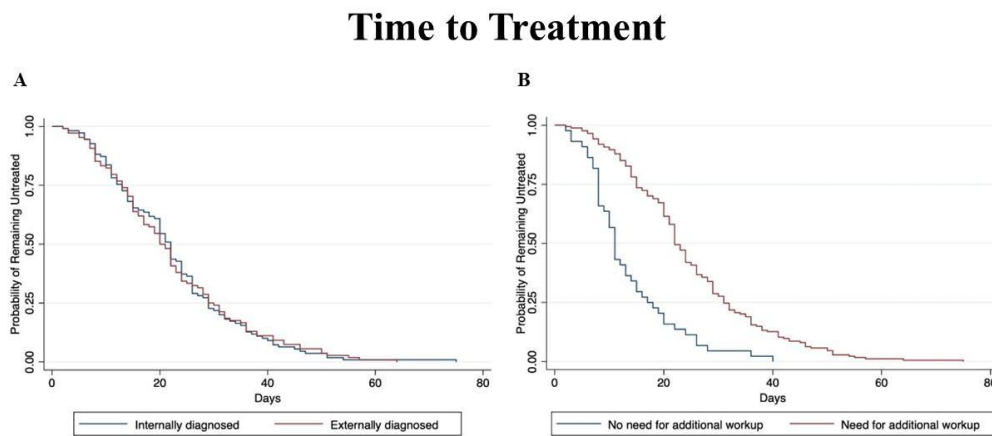 Time to Treatment
A
B
Probability of Remaining Untreated
1.00
0.75
0.50
0.25
0.00
0 20 40 60 80
Days
Internally diagnosed Externally diagnosed
Probability of Remaining Untreated
1.00
0.75
0.50
0.25
0.00
0 20 40 60 80
Days
No need for additional workup Need for additional workup